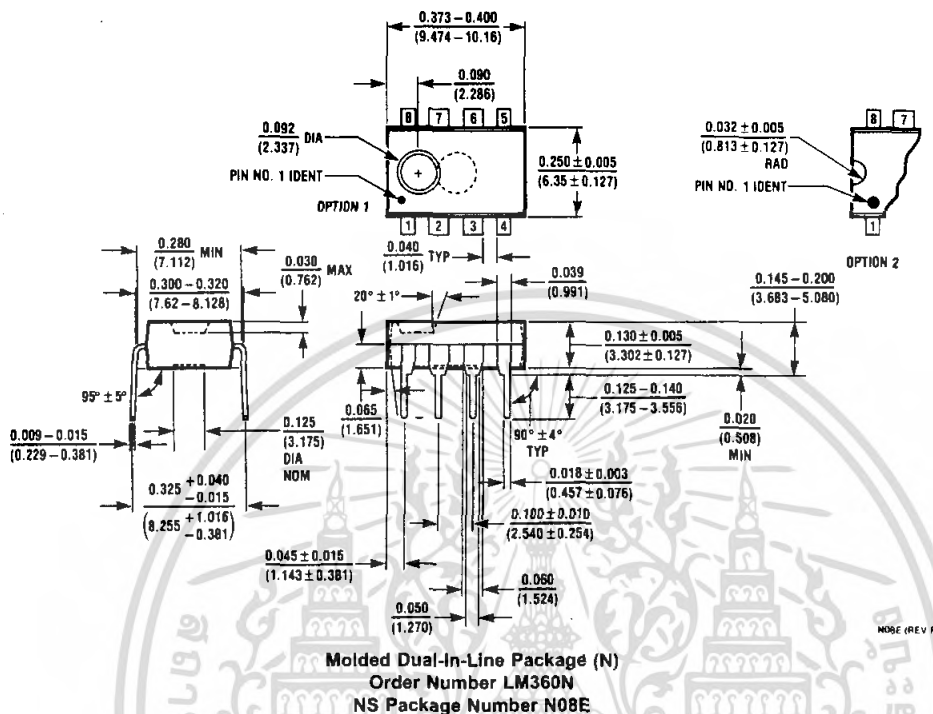 0.373 – 0.400
(9.474 – 10.16)
0.090
(2.286)
8 7 6 5
0.092 DIA
(2.337)
PIN NO. 1 IDENT
OPTION 1
1 2 3 4
0.250 ± 0.005
(6.35 ± 0.127)
0.032 ± 0.005
(0.813 ± 0.127)
RAD
PIN NO. 1 IDENT
8 7
1
OPTION 2
0.280 MIN
(7.112)
0.300 – 0.320
(7.62 – 8.128)
0.030 MAX
(0.762)
0.040 TYP
(1.016)
20° ± 1°
0.039
(0.991)
0.145 – 0.200
(3.683 – 5.080)
0.130 ± 0.005
(3.302 ± 0.127)
0.125 – 0.140
(3.175 – 3.556)
0.020
(0.508)
MIN
95° ± 5°
0.009 – 0.015
(0.229 – 0.381)
0.125
(3.175)
DIA
NOM
0.065
(1.651)
90° ± 4°
TYP
0.018 ± 0.003
(0.457 ± 0.076)
0.325 +0.040 −0.015
(8.255 +1.016 −0.381)
0.100 ± 0.010
(2.540 ± 0.254)
0.045 ± 0.015
(1.143 ± 0.381)
0.060
(1.524)
0.050
(1.270)
N08E (REV F
Molded Dual-In-Line Package (N)
Order Number LM360N
NS Package Number N08E